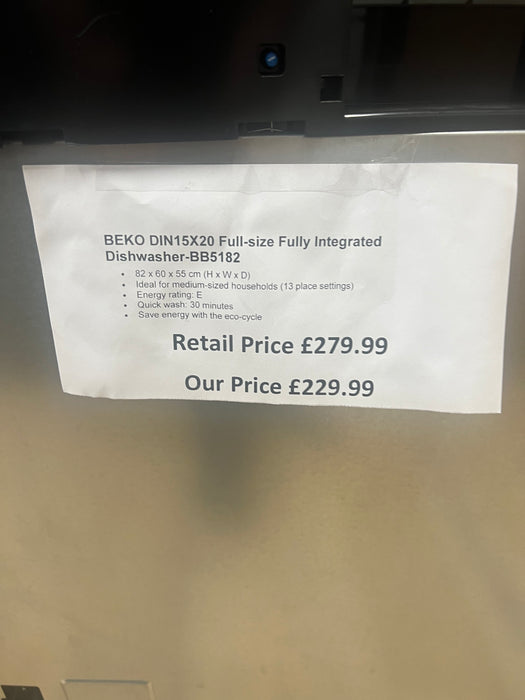 BEKO DIN15X20 Full-size Fully Integrated
Dishwasher-BB5182
• 82 x 60 x 55 cm (H x W x D)
• Ideal for medium-sized households (13 place settings)
• Energy rating: E
• Quick wash: 30 minutes
• Save energy with the eco-cycle
Retail Price £279.99
Our Price £229.99